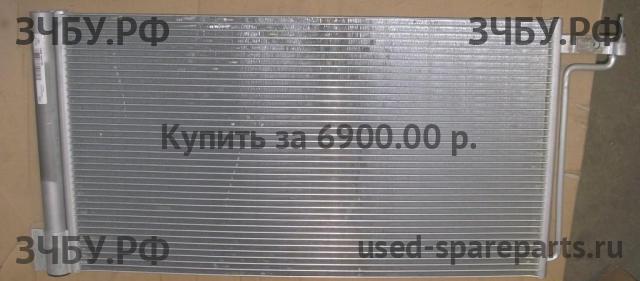 ЗЧБУ.РФ ЗЧБУ.РФ
Купить за 6900.00 р.
ЗЧБУ.РФ used-spareparts.ru